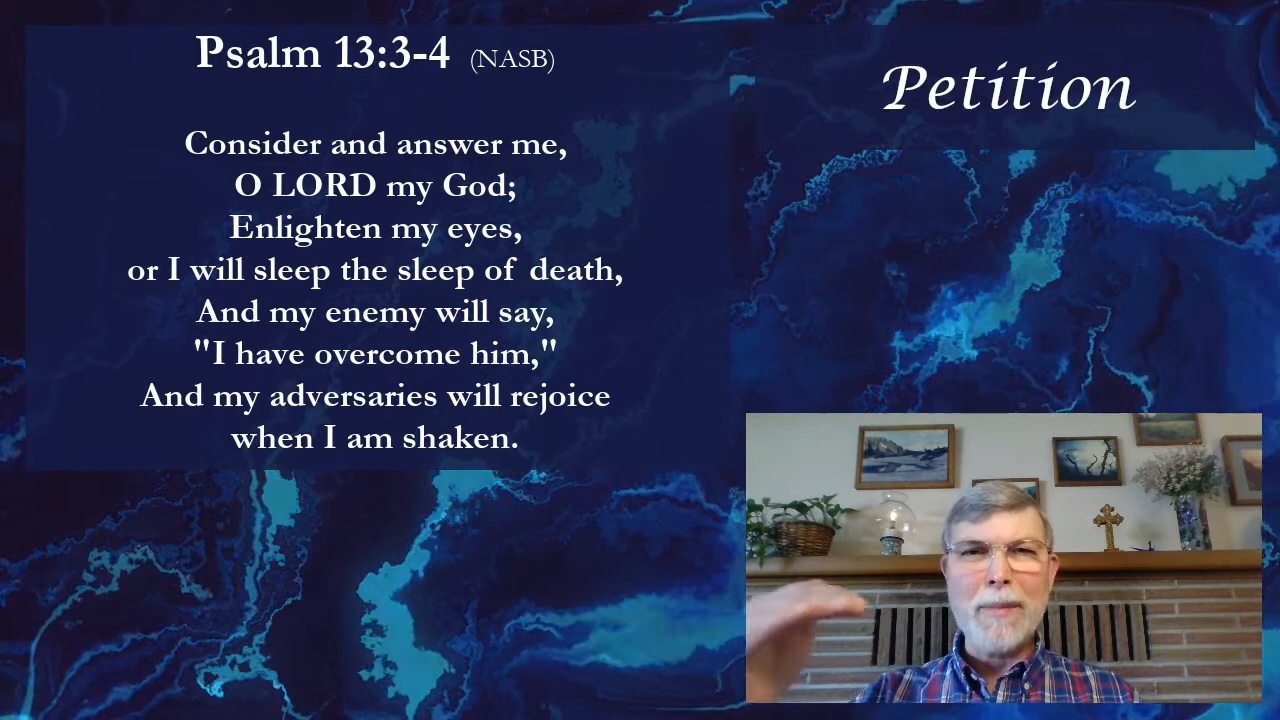 Psalm 13:3-4 (NASB)
Petition
Consider and answer me,
O LORD my God;
Enlighten my eyes,
or I will sleep the sleep of death,
And my enemy will say,
"I have overcome him,"
And my adversaries will rejoice
when I am shaken.